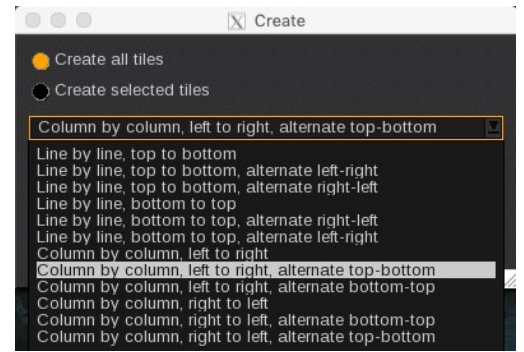 Create
Create all tiles
Create selected tiles
Column by column, left to right, alternate top-bottom
Line by line, top to bottom
Line by line, top to bottom, alternate left-right
Line by line, top to bottom, alternate right-left
Line by line, bottom to top
Line by line, bottom to top, alternate right-left
Line by line, bottom to top, alternate left-right
Column by column, left to right
Column by column, left to right, alternate top-bottom
Column by column, left to right, alternate bottom-top
Column by column, right to left
Column by column, right to left, alternate bottom-top
Column by column, right to left, alternate top-bottom